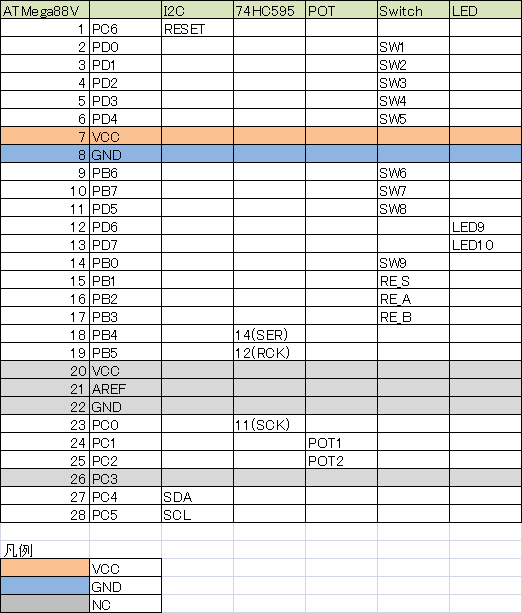 ATMega88V I2C 74HC595 POT Switch LED
1 PC6 RESET
2 PD0 SW1
3 PD1 SW2
4 PD2 SW3
5 PD3 SW4
6 PD4 SW5
7 VCC
8 GND
9 PB6 SW6
10 PB7 SW7
11 PD5 SW8
12 PD6 LED9
13 PD7 LED10
14 PB0 SW9
15 PB1 RE_S
16 PB2 RE_A
17 PB3 RE_B
18 PB4 14(SER)
19 PB5 12(RCK)
20 VCC
21 AREF
22 GND
23 PC0 11(SCK)
24 PC1 POT1
25 PC2 POT2
26 PC3
27 PC4 SDA
28 PC5 SCL
凡例
VCC
GND
NC